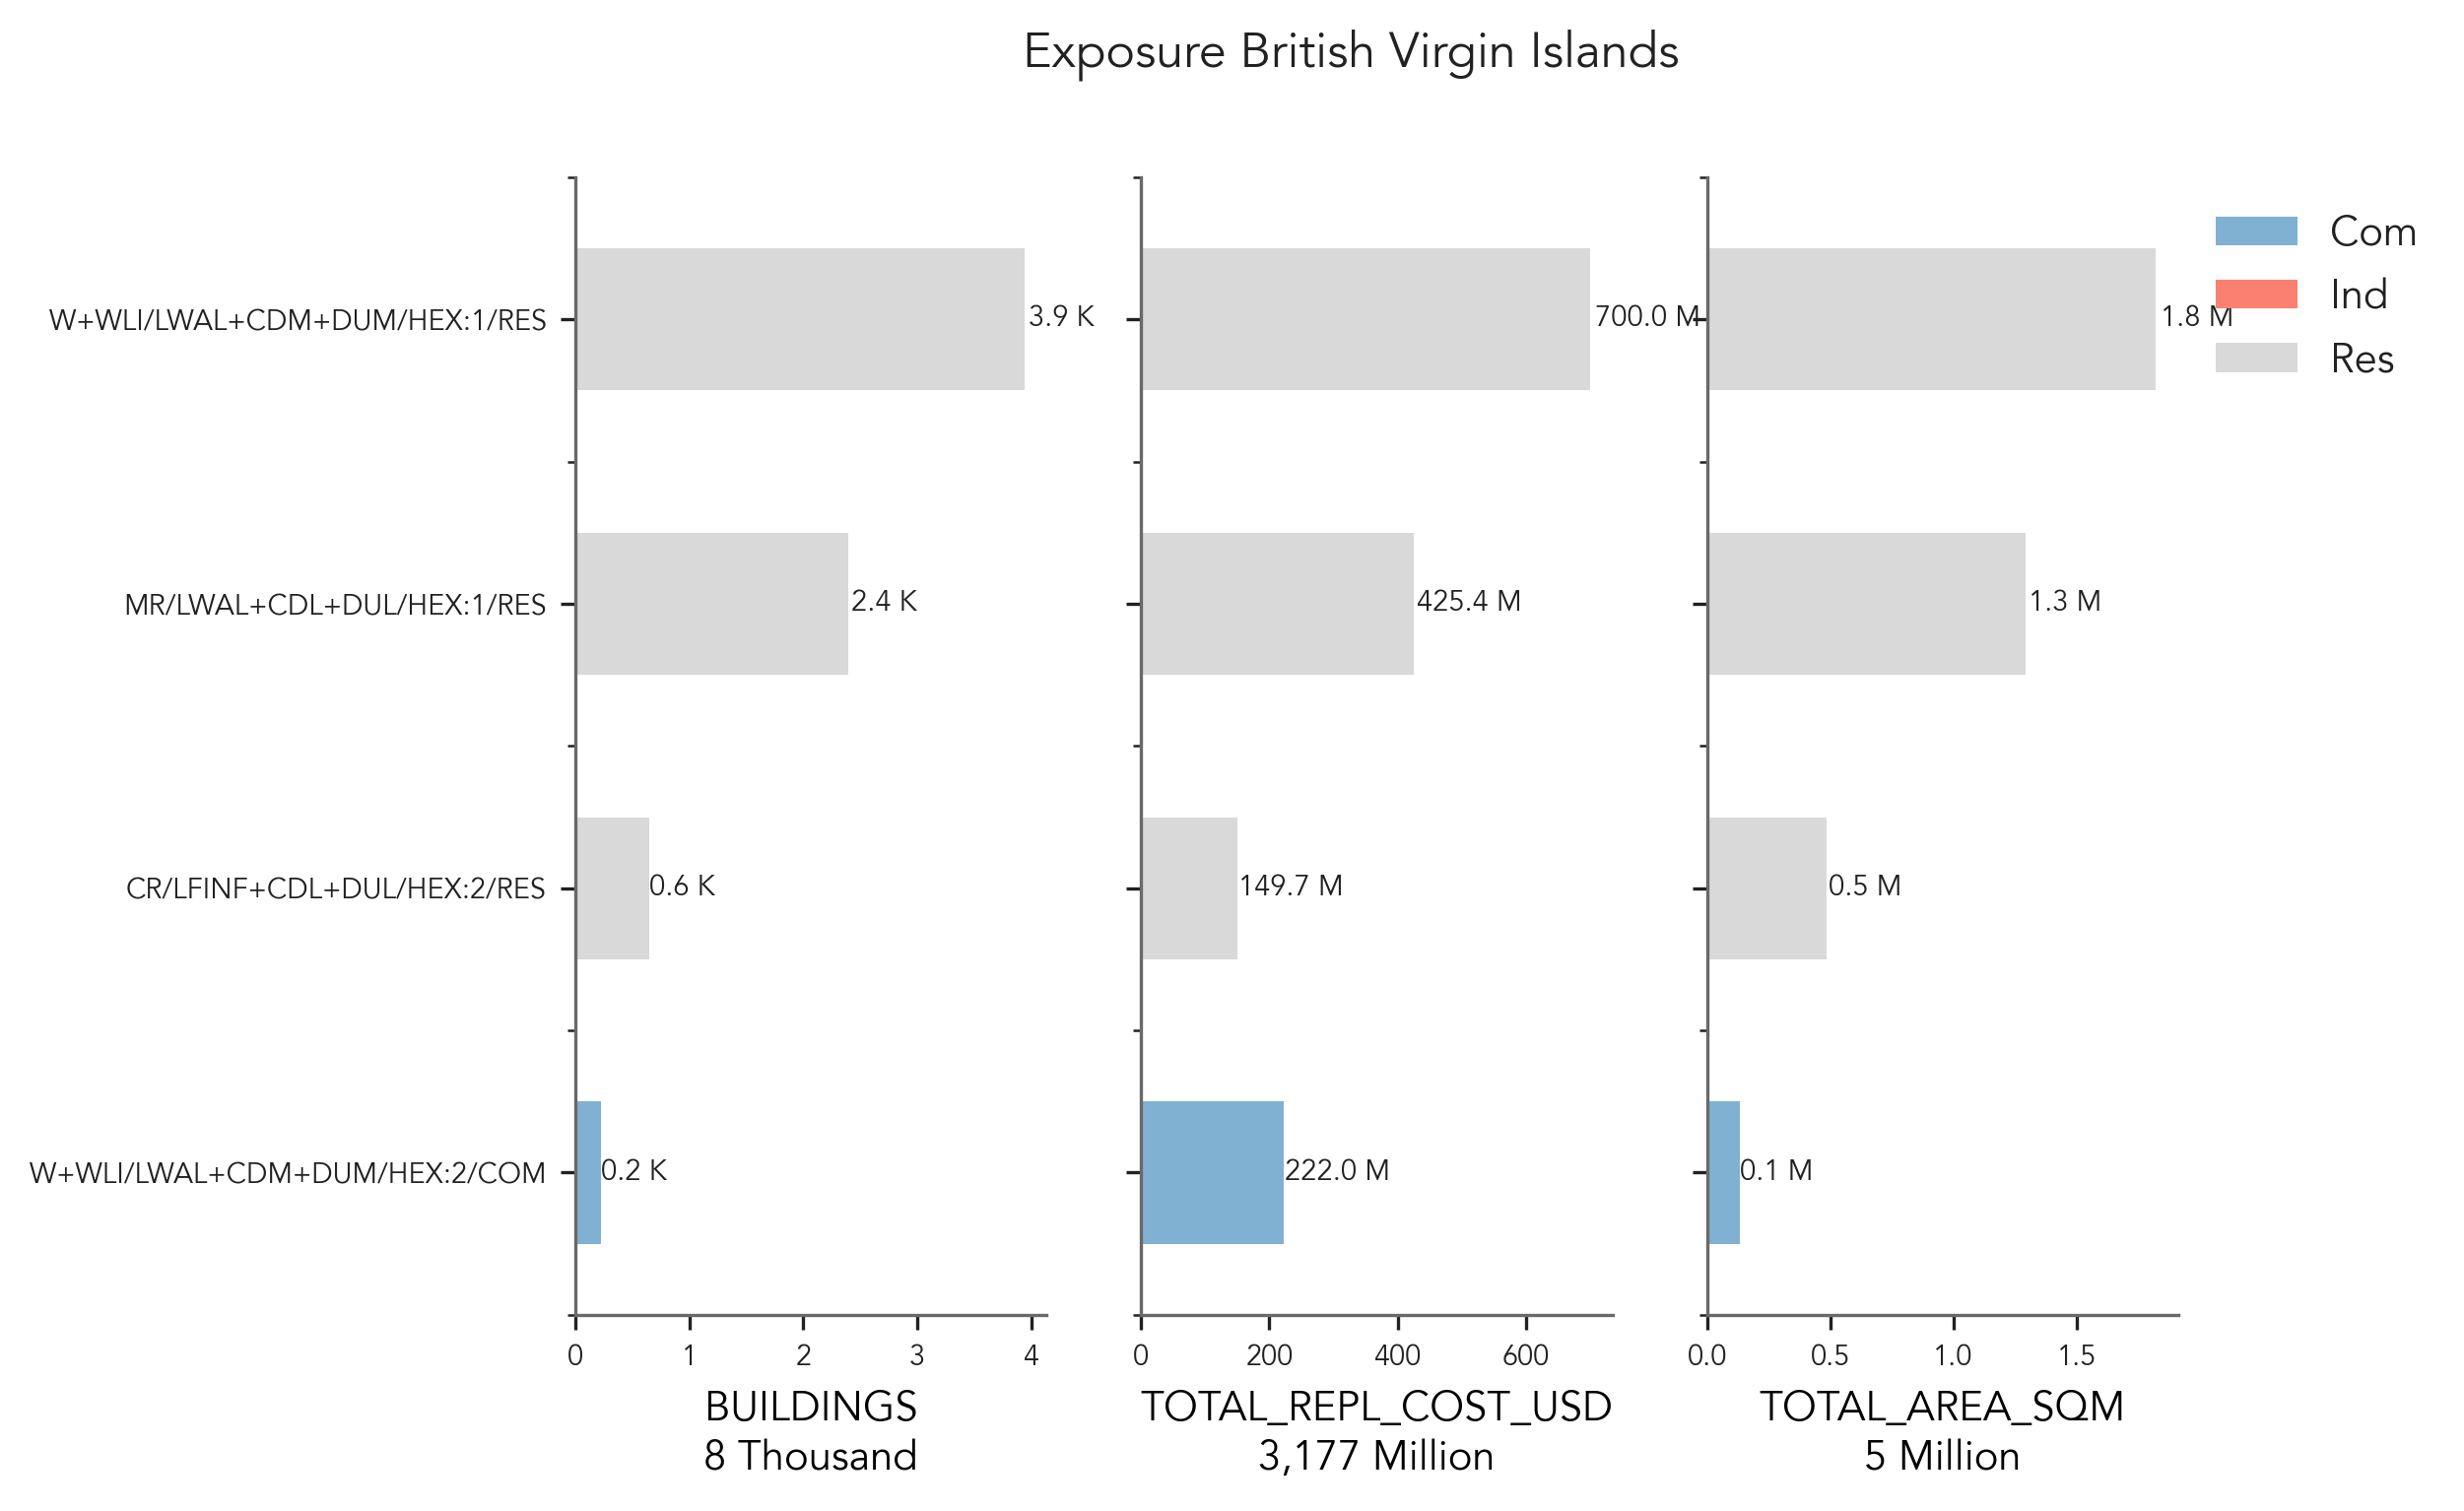 Exposure British Virgin Islands
Com
Ind
Res
W+WLI/LWAL+CDM+DUM/HEX:1/RES
3.9 K
700.0 M
1.8 M
MR/LWAL+CDL+DUL/HEX:1/RES
2.4 K
425.4 M
1.3 M
CR/LFINF+CDL+DUL/HEX:2/RES
0.6 K
149.7 M
0.5 M
W+WLI/LWAL+CDM+DUM/HEX:2/COM
0.2 K
222.0 M
0.1 M
0 1 2 3 4
0 200 400 600
0.0 0.5 1.0 1.5
BUILDINGS
8 Thousand
TOTAL_REPL_COST_USD
3,177 Million
TOTAL_AREA_SQM
5 Million